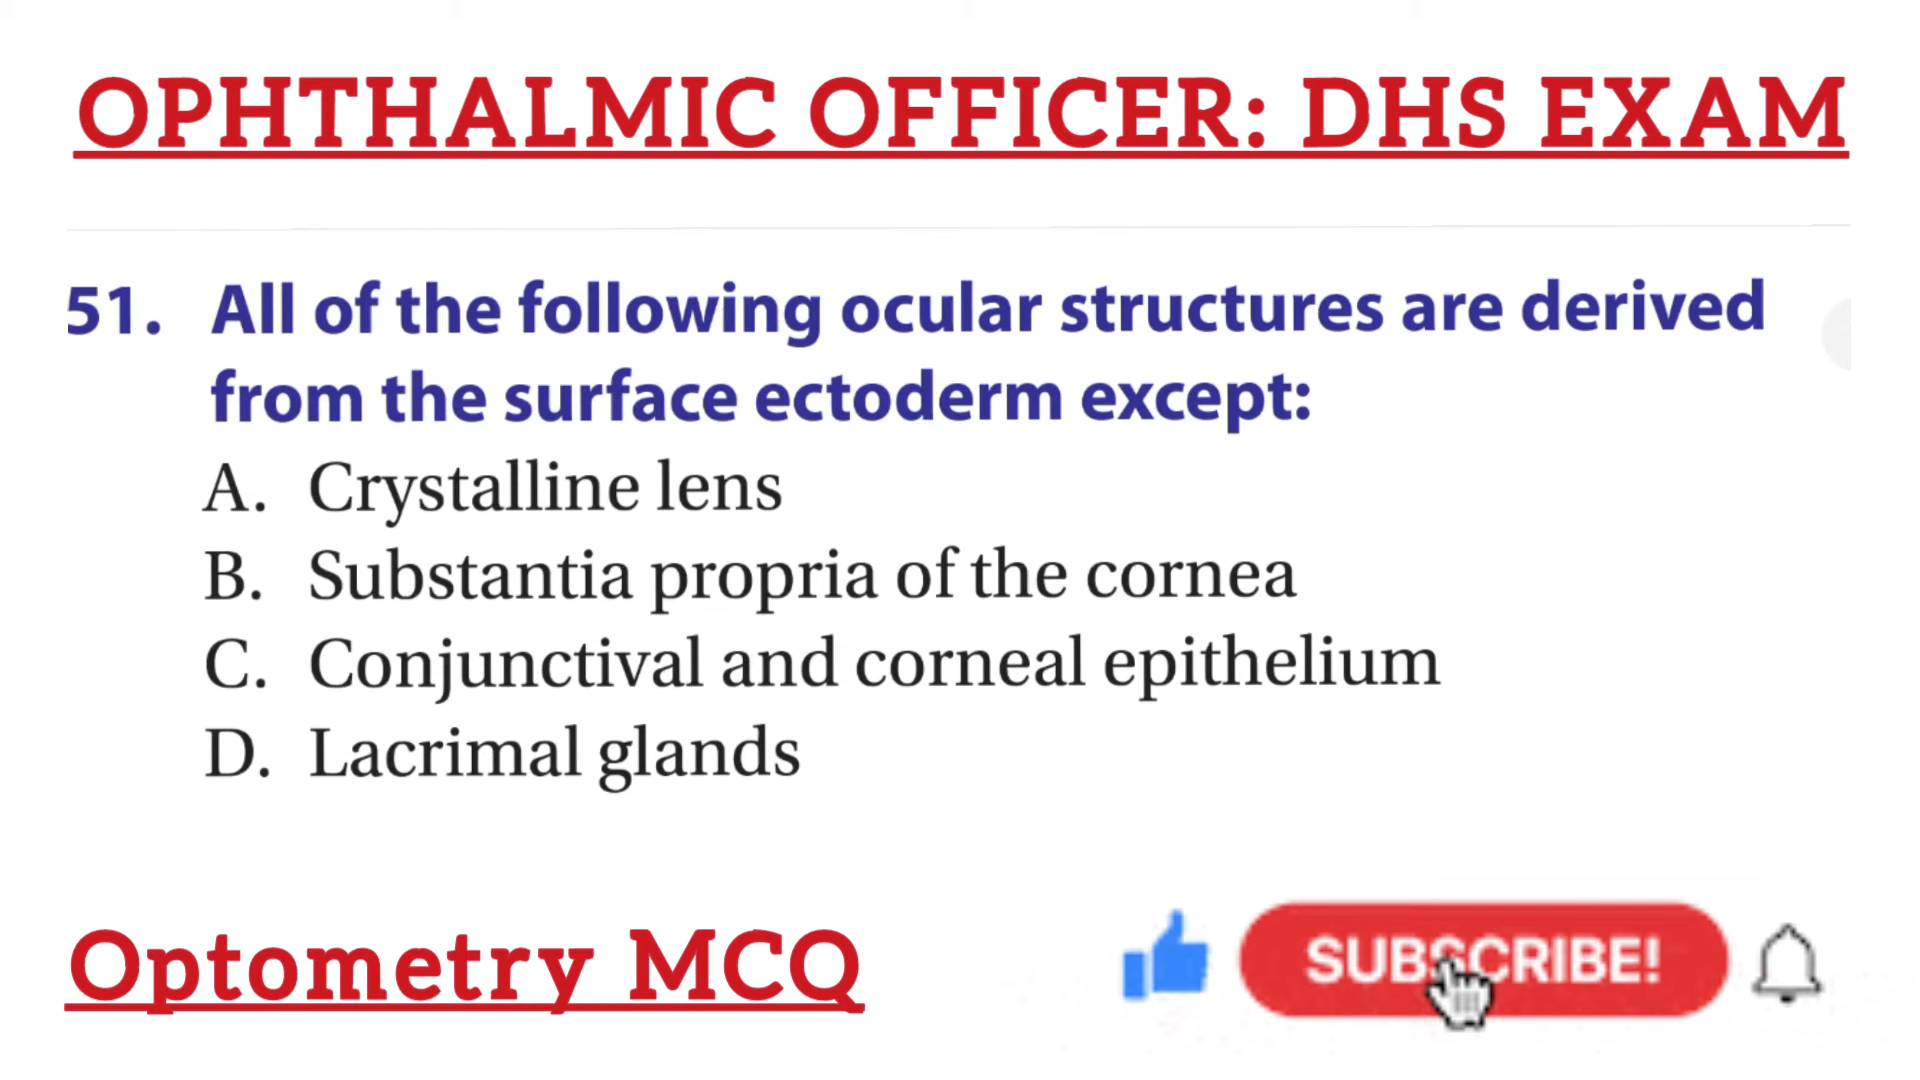 OPHTHALMIC OFFICER: DHS EXAM
51. All of the following ocular structures are derived
from the surface ectoderm except:
A. Crystalline lens
B. Substantia propria of the cornea
C. Conjunctival and corneal epithelium
D. Lacrimal glands
Optometry MCQ
SUBSCRIBE!